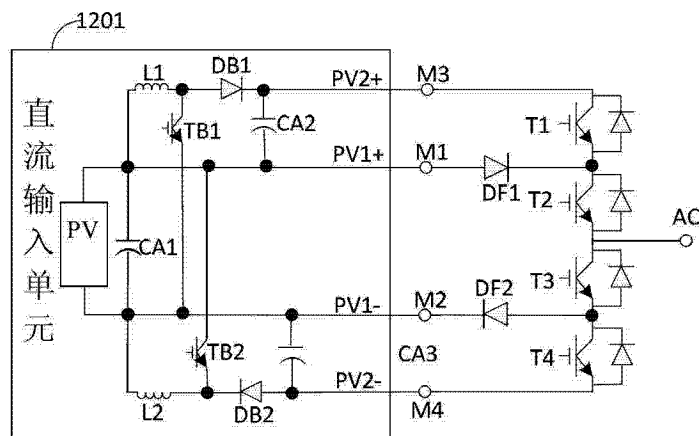 1201
L1
DB1
PV2+
M3
TB1
CA2
T1
直流输入单元
PV1+
M1
DF1
T2
PV
CA1
AC
T3
PV1-
M2
DF2
TB2
CA3
T4
L2
DB2
PV2-
M4